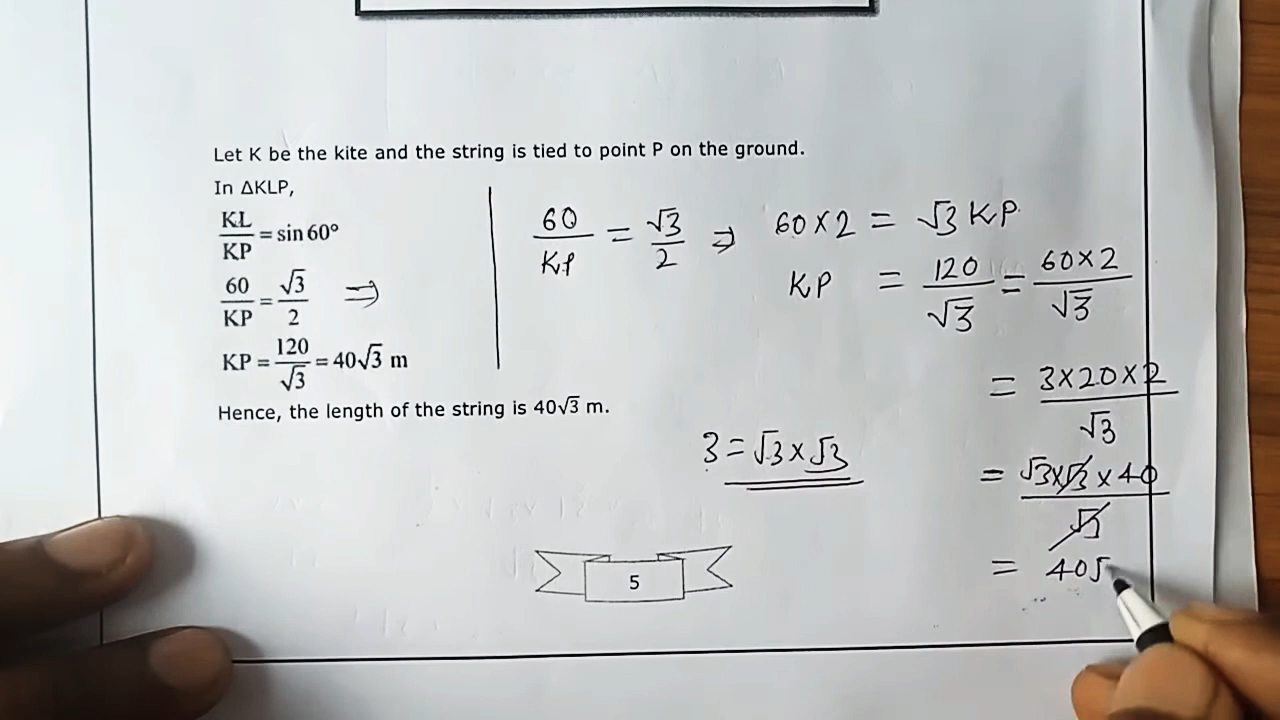 Let K be the kite and the string is tied to point P on the ground.
In ΔKLP,
KL/KP = sin 60°
60/KP = √3/2 ⇒
KP = 120/√3 = 40√3 m
Hence, the length of the string is 40√3 m.
60/KP = √3/2 ⇒ 60 × 2 = √3 KP
KP = 120/√3 = 60 × 2/√3
= 3 × 20 × 2/√3
3 = √3 × √3
= √3 × √3 × 40/√3
= 40√
5